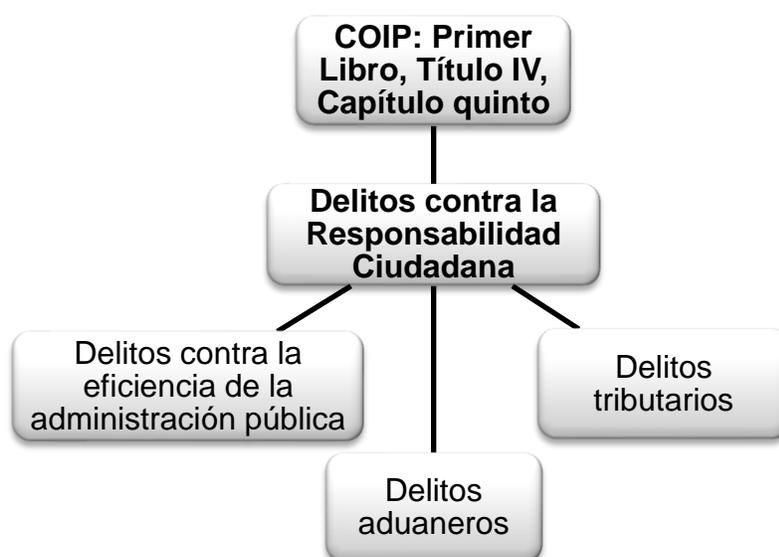 COIP: Primer
Libro, Título IV,
Capítulo quinto
Delitos contra la
Responsabilidad
Ciudadana
Delitos contra la
eficiencia de la
administración pública
Delitos
aduaneros
Delitos
tributarios